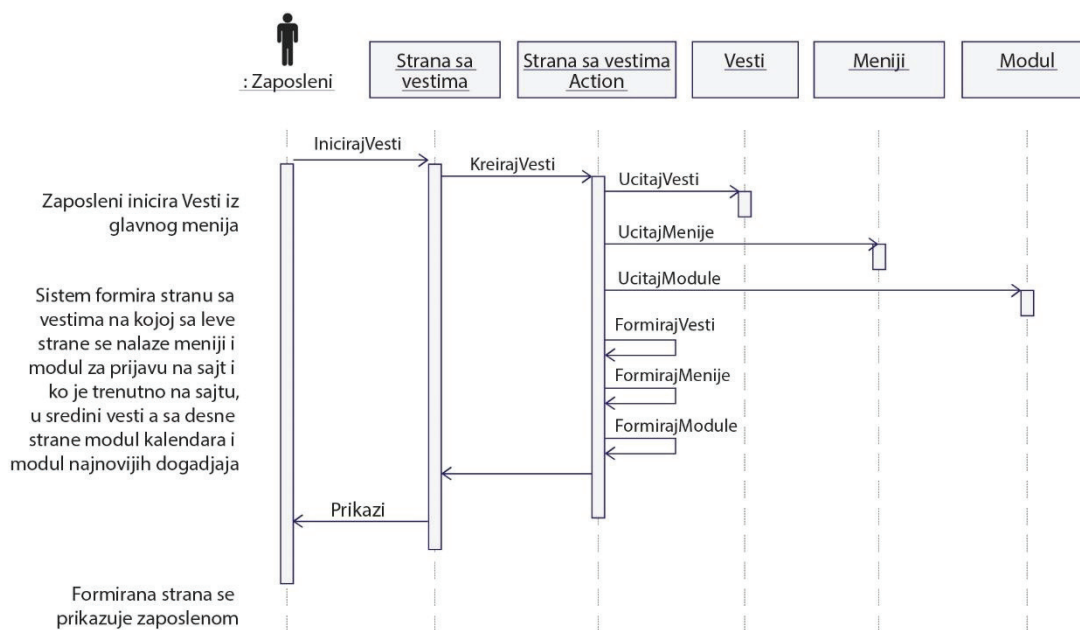 : Zaposleni
Strana sa
vestima
Strana sa vestima
Action
Vesti
Meniji
Modul
InicirajVesti
KreirajVesti
UcitajVesti
Zaposleni inicira Vesti iz
glavnog menija
UcitajMenije
UcitajModule
Sistem formira stranu sa
vestima na kojoj sa leve
strane se nalaze meniji i
modul za prijavu na sajt i
ko je trenutno na sajtu,
u sredini vesti a sa desne
strane modul kalendara i
modul najnovijih dogadjaja
FormirajVesti
FormirajMenije
FormirajModule
Prikazi
Formirana strana se
prikazuje zaposlenom